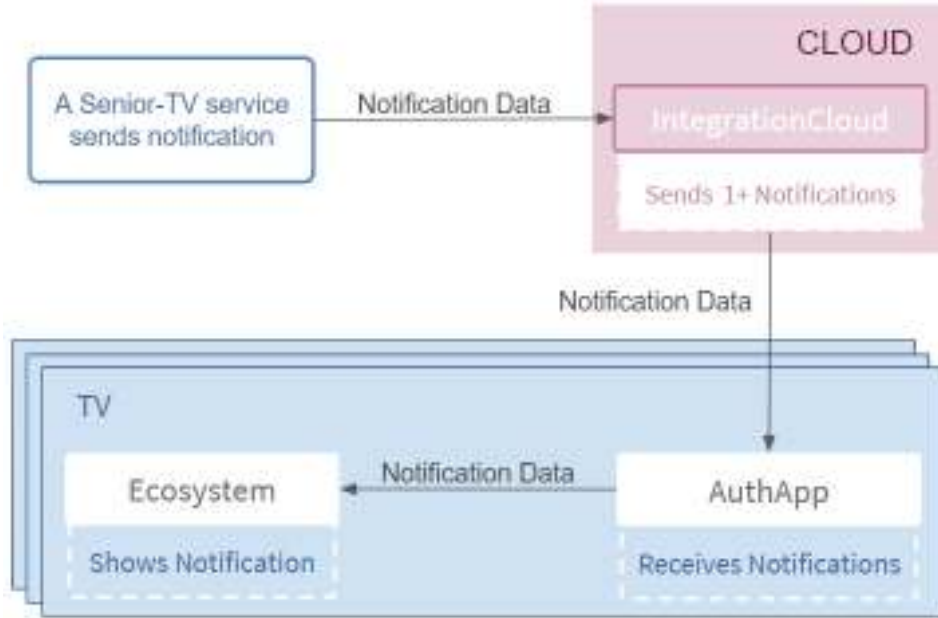 CLOUD
A Senior-TV service
sends notification
Notification Data
IntegrationCloud
Sends 1+ Notifications
Notification Data
TV
Ecosystem
Notification Data
AuthApp
Shows Notification
Receives Notifications